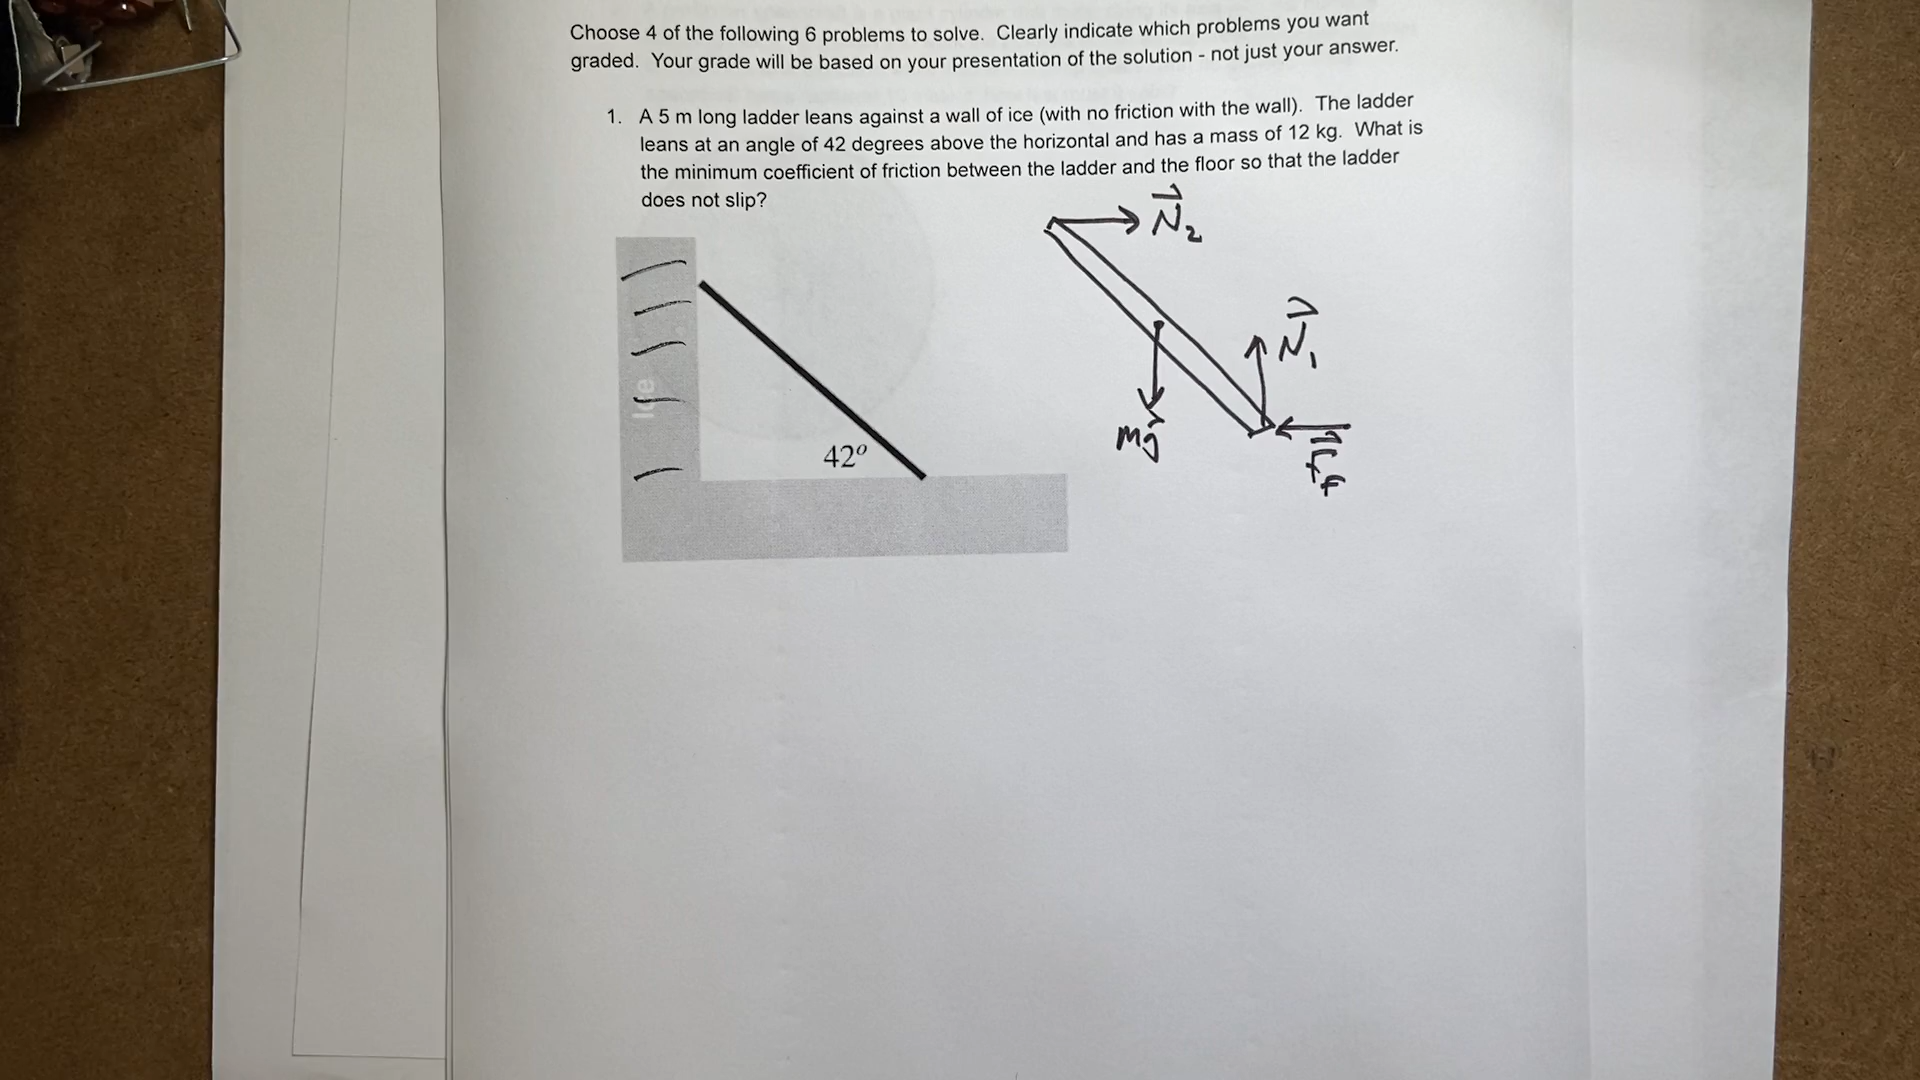 Choose 4 of the following 6 problems to solve. Clearly indicate which problems you want
graded. Your grade will be based on your presentation of the solution - not just your answer.
1. A 5 m long ladder leans against a wall of ice (with no friction with the wall). The ladder
leans at an angle of 42 degrees above the horizontal and has a mass of 12 kg. What is
the minimum coefficient of friction between the ladder and the floor so that the ladder
does not slip?
N⃗₂
N⃗₁
Ice
42°
mg⃗
F⃗f